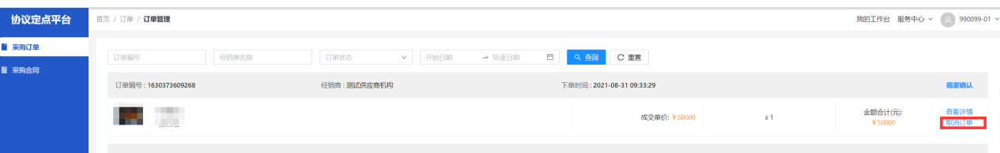 协议定点平台
首页 / 订单 / 订单管理
我的工作台 服务中心 990099-01
采购订单
采购合同
订单编号 经销商名称 订单状态 开始日期 → 结束日期 查询 重置
订单编号 : 1630373609268 经销商 : 测试供应商机构 下单时间 : 2021-08-31 09:33:29 商家确认
成交单价: ¥ 50000 x 1 金额合计(元): 查看详情
¥ 50000 取消订单